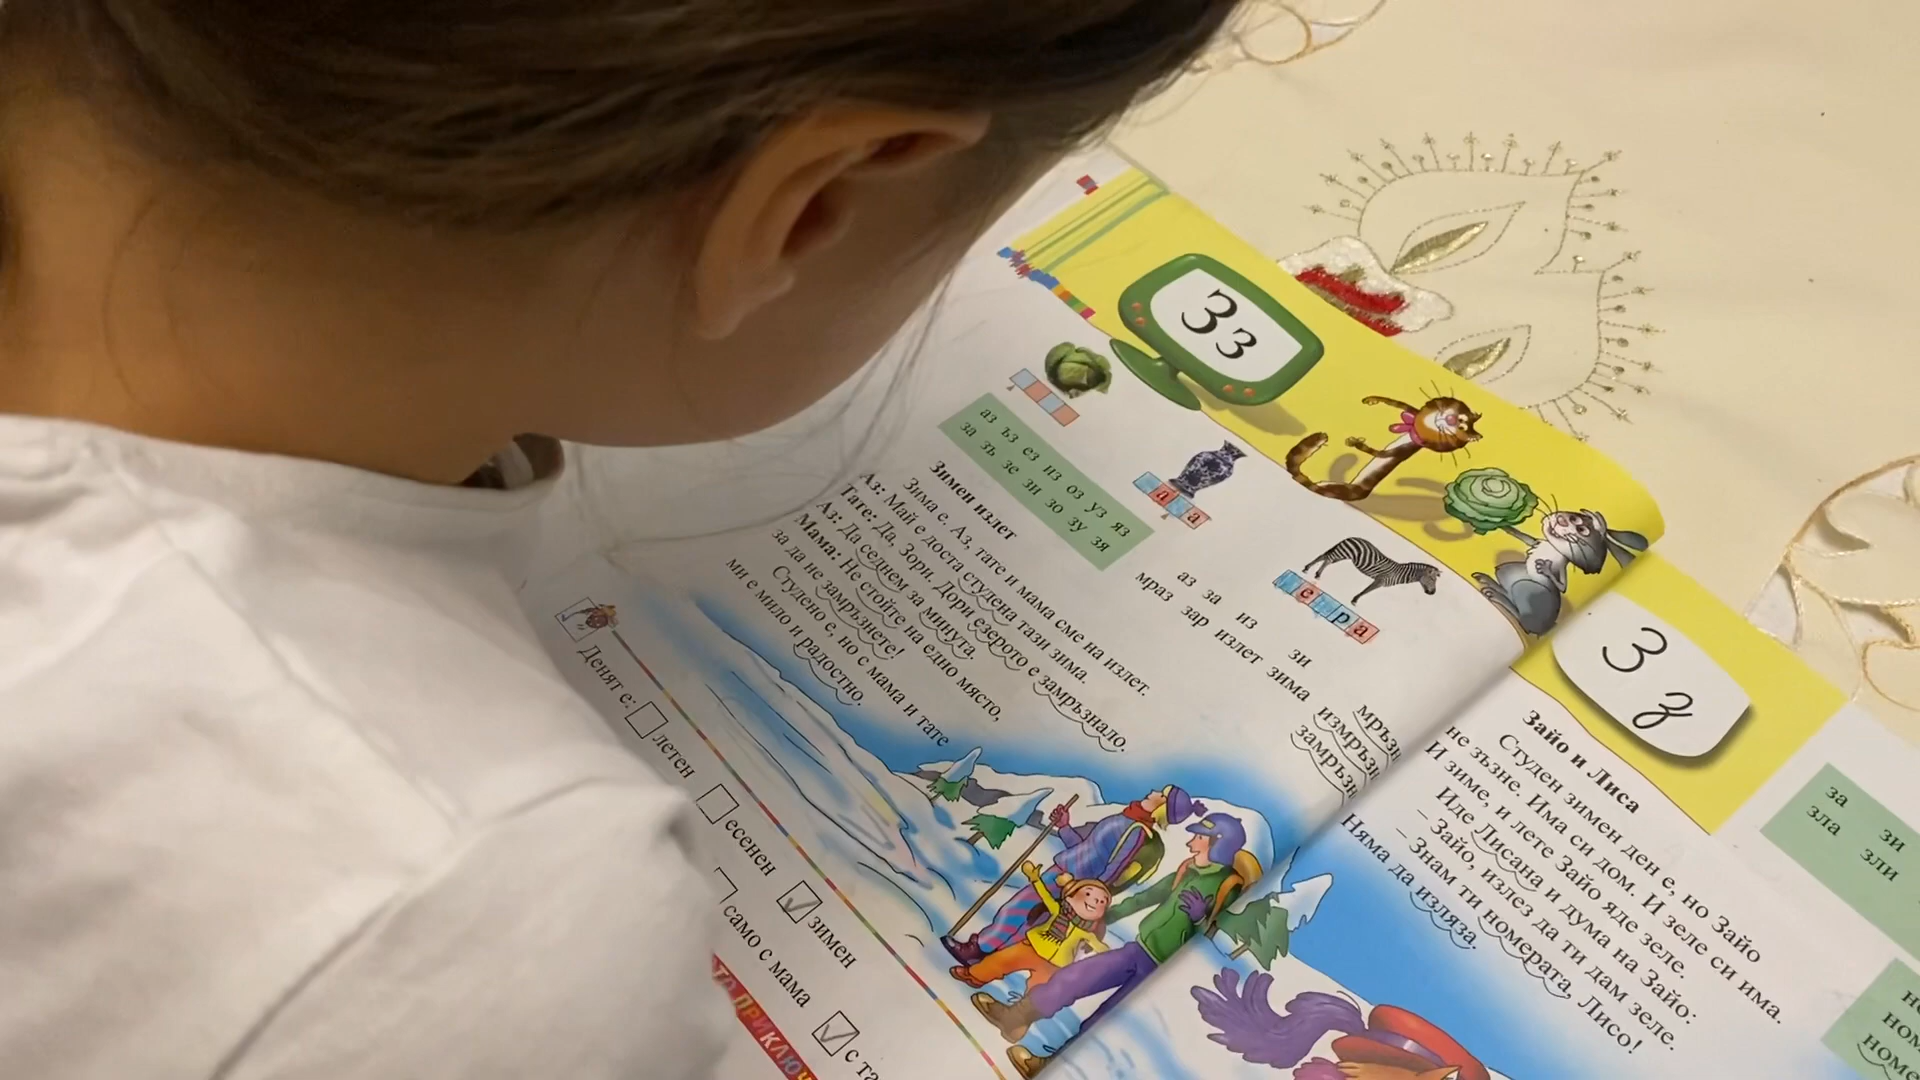 Зз
аз ъз ез из оз уз яз
за зъ зе зи зо зу зя
а а
е ра
аз за из зи
мраз зар излет зима
Зимен излет
Зима е. Аз, тате и мама сме на излет.
Аз: Май е доста студена тази зима.
Тате: Да, Зори. Дори езерото е замръзнало.
Аз: Да седнем за минута.
Мама: Не стойте на едно място,
за да не замръзнете!
Студено е, но с мама и тате
ми е мило и радостно.
Денят е: летен есенен зимен
само с мама с
З з
Зайо и Лиса
Студен зимен ден е, но Зайо
не зъзне. Има си дом. И зеле си има.
И зиме, и лете Зайо яде зеле.
Иде Лисана и дума на Зайо:
– Зайо, излез да ти дам зеле.
– Знам ти номерата, Лисо!
Няма да изляза.
за зи
зла зли